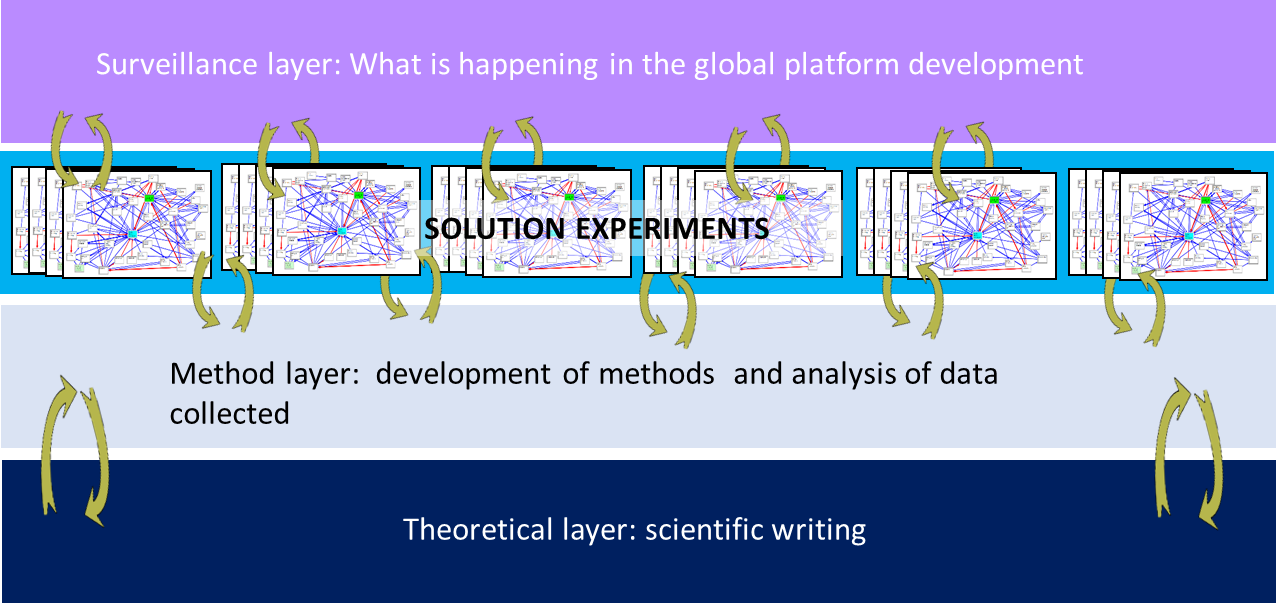 Surveillance layer: What is happening in the global platform development
SOLUTION EXPERIMENTS
Method layer:  development of methods  and analysis of data
collected
Theoretical layer: scientific writing